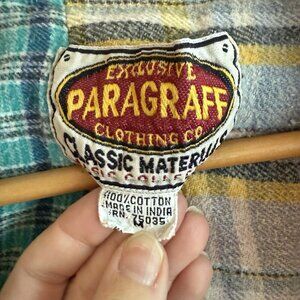 EXCLUSIVE
PARAGRAFF
CLOTHING CO
CLASSIC MATERIALS
100% COTTON
MADE IN INDIA
RN. 75035
M